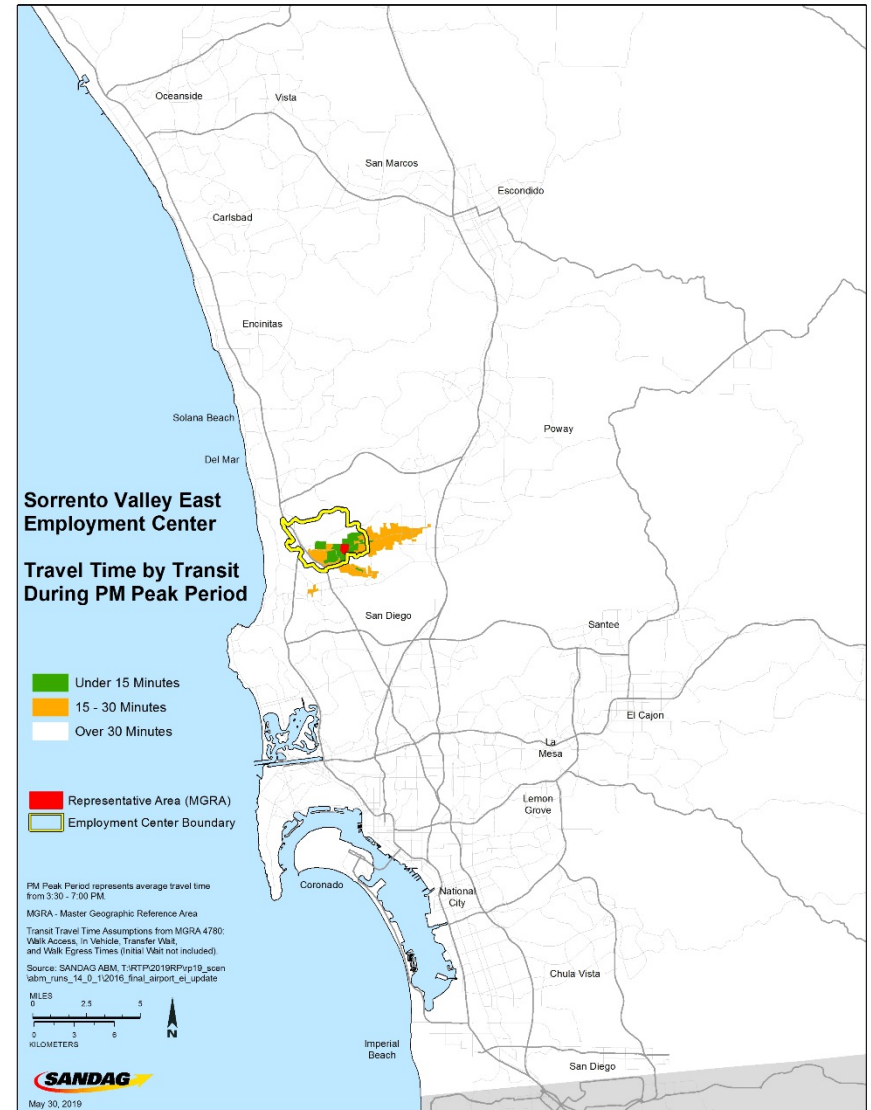 Oceanside
Vista
San Marcos
Escondido
Carlsbad
Encinitas
Solana Beach
Poway
Del Mar
Sorrento Valley East
Employment Center
Travel Time by Transit
During PM Peak Period
San Diego
Santee
Under 15 Minutes
15 - 30 Minutes
Over 30 Minutes
El Cajon
La
Mesa
Representative Area (MGRA)
Employment Center Boundary
Lemon
Grove
Coronado
National
City
PM Peak Period represents average travel time
from 3:30 - 7:00 PM.
MGRA - Master Geographic Reference Area
Transit Travel Time Assumptions from MGRA 4780:
Walk Access, In Vehicle, Transfer Wait,
and Walk Egress Times (Initial Wait not included).
Source: SANDAG ABM, T:\RTP\2019RP\rp19_scen
\abm_runs_14_0_1\2016_final_airport_ei_update
Chula Vista
MILES
0 2.5 5
0 3 6
KILOMETERS
N
Imperial
Beach
San Diego
SANDAG
May 30, 2019